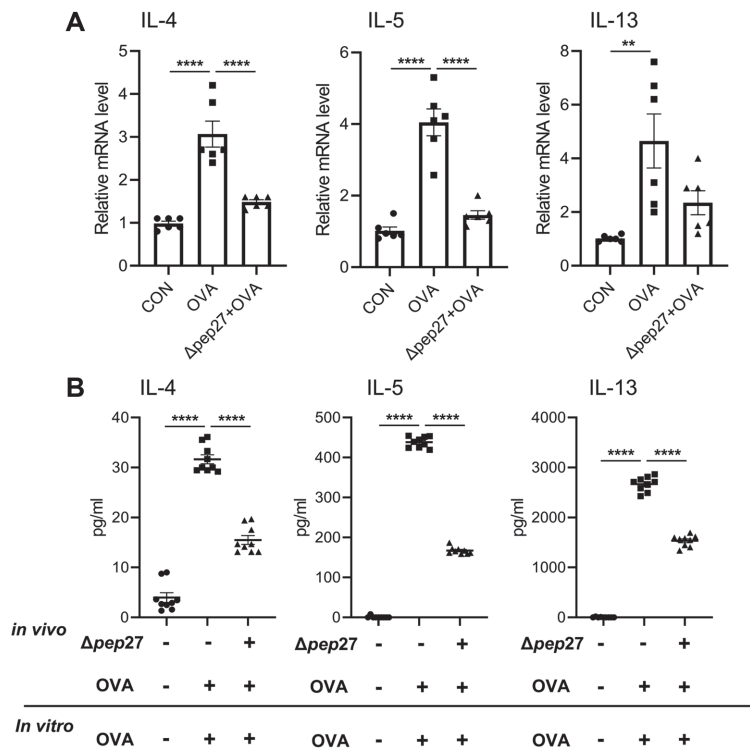 A
IL-4
IL-5
IL-13
Relative mRNA level
5
4
3
2
1
0
****
****
CON
OVA
Δpep27+OVA
Relative mRNA level
6
4
2
0
****
****
CON
OVA
Δpep27+OVA
Relative mRNA level
10
8
6
4
2
0
**
CON
OVA
Δpep27+OVA
B
IL-4
IL-5
IL-13
pg/ml
40
30
20
10
0
****
****
pg/ml
500
400
300
200
100
0
****
****
pg/ml
4000
3000
2000
1000
0
****
****
in vivo
Δpep27 - - +
Δpep27 - - +
Δpep27 - - +
OVA - + +
OVA - + +
OVA - + +
In vitro
OVA - + +
OVA - + +
OVA - + +